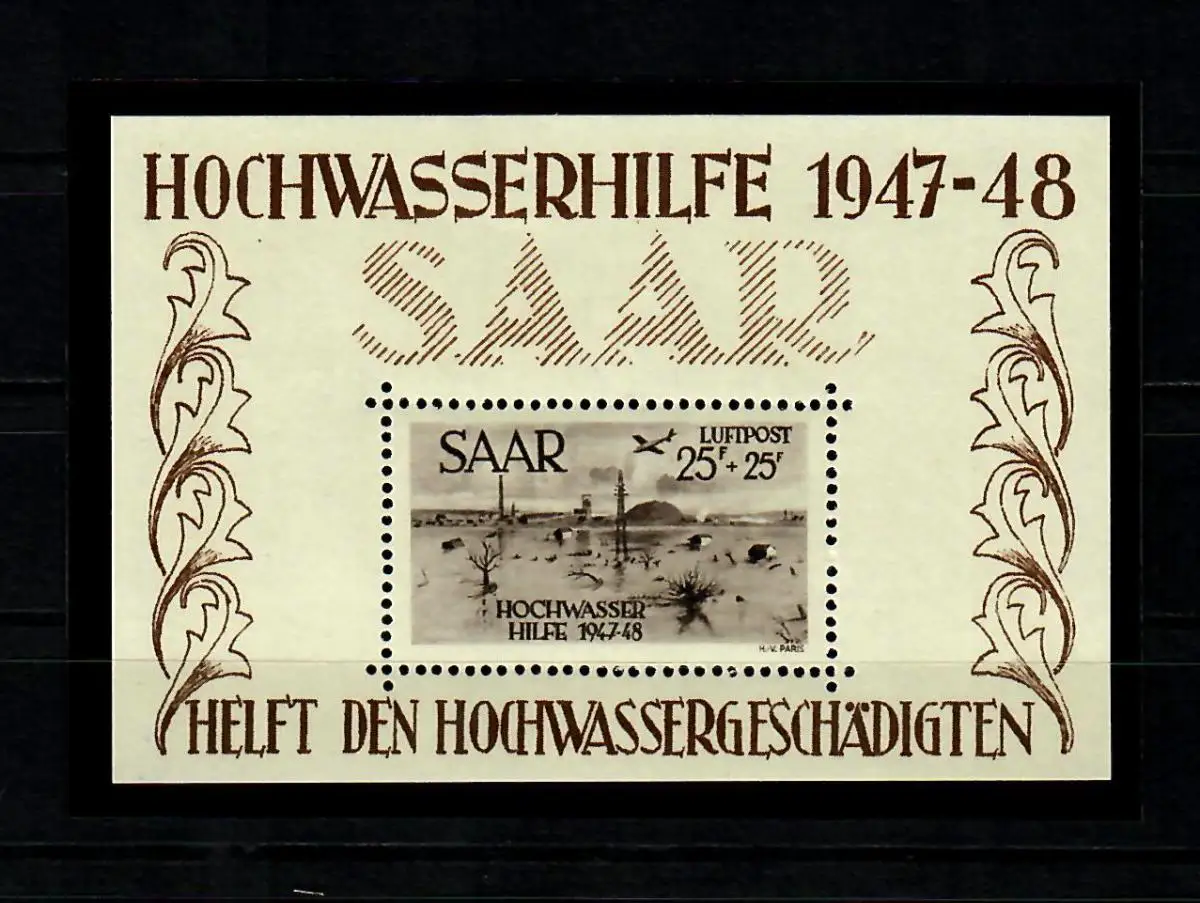 HOCHWASSERHILFE 1947-48
SAAR
SAAR
LUFTPOST
25F + 25F
HOCHWASSER
HILFE 1947-48
H.V. PARIS
HELFT DEN HOCHWASSERGESCHÄDIGTEN